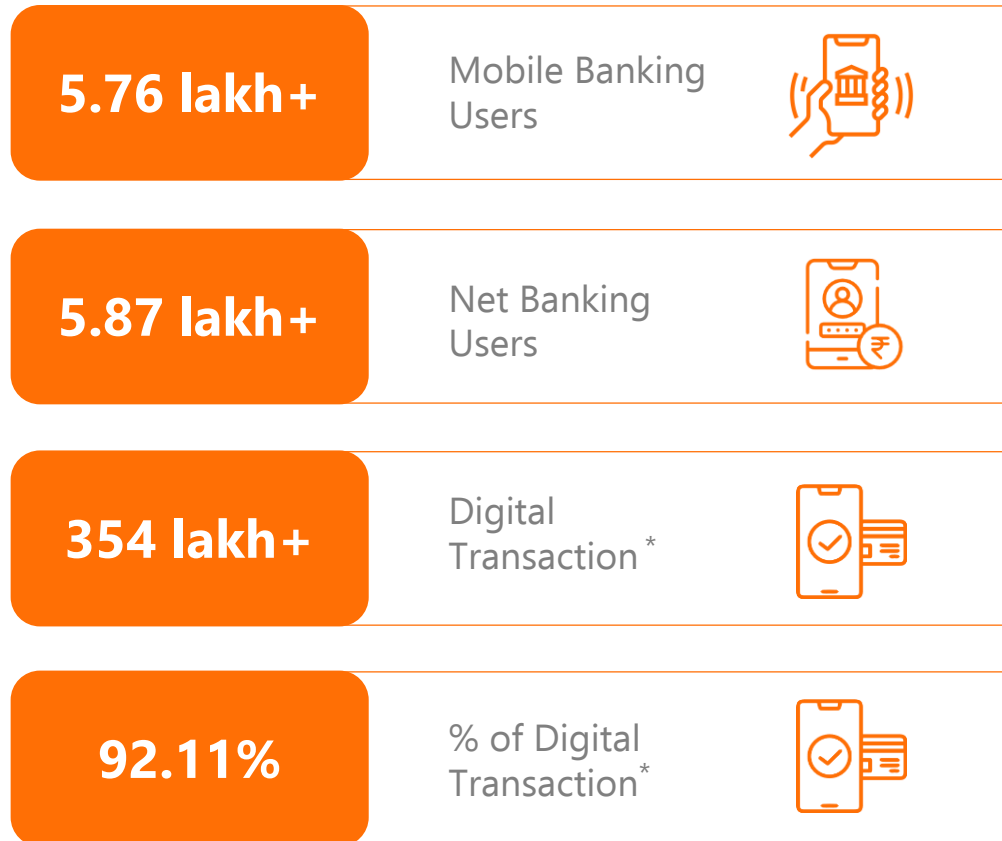 5.76 lakh+
Mobile Banking
Users
5.87 lakh+
Net Banking
Users
₹
354 lakh+
Digital
Transaction*
92.11%
% of Digital
Transaction*